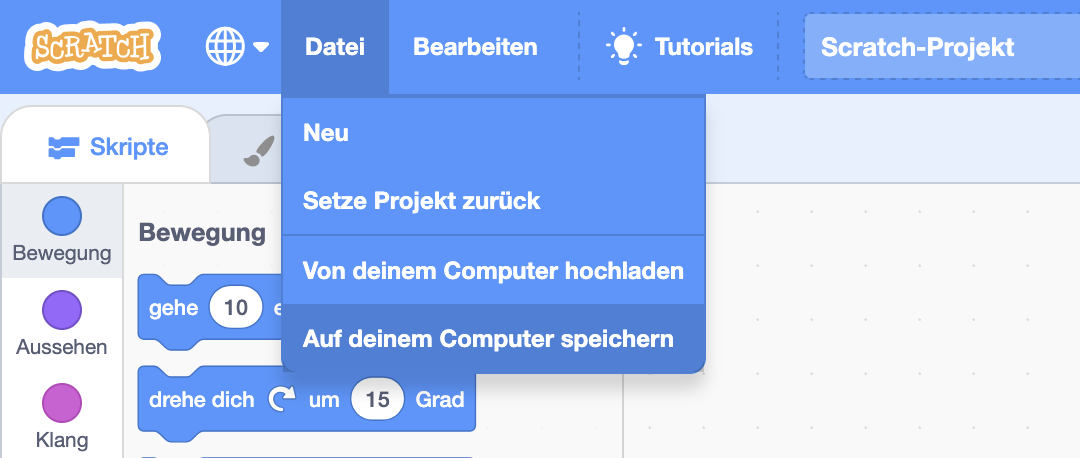 SCRATCH
Datei
Bearbeiten
Tutorials
Scratch-Projekt
Neu
Setze Projekt zurück
Von deinem Computer hochladen
Auf deinem Computer speichern
Skripte
Bewegung
Aussehen
Klang
Bewegung
gehe 10
drehe dich um 15 Grad